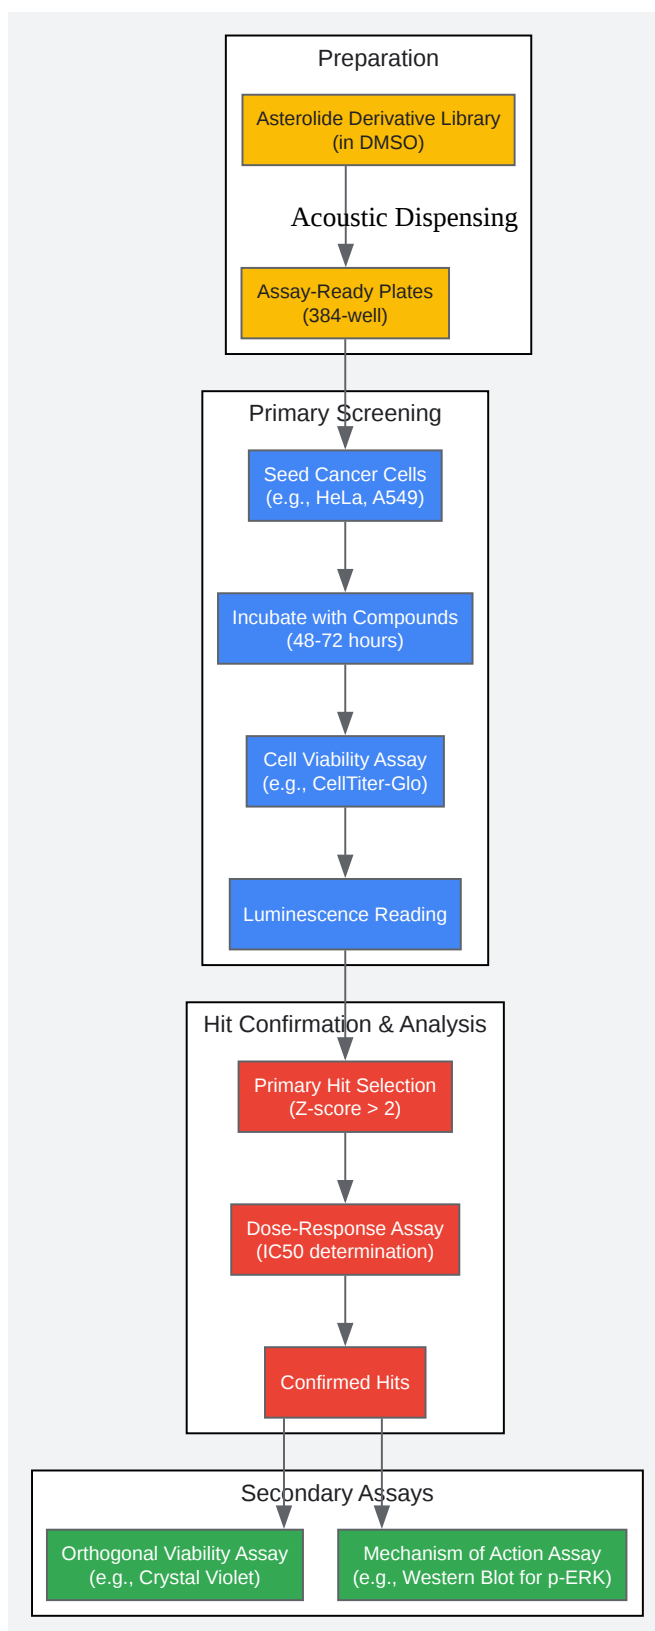 Preparation
Asterolide Derivative Library
(in DMSO)
Acoustic Dispensing
Assay-Ready Plates
(384-well)
Primary Screening
Seed Cancer Cells
(e.g., HeLa, A549)
Incubate with Compounds
(48-72 hours)
Cell Viability Assay
(e.g., CellTiter-Glo)
Luminescence Reading
Hit Confirmation & Analysis
Primary Hit Selection
(Z-score > 2)
Dose-Response Assay
(IC50 determination)
Confirmed Hits
Secondary Assays
Orthogonal Viability Assay
(e.g., Crystal Violet)
Mechanism of Action Assay
(e.g., Western Blot for p-ERK)